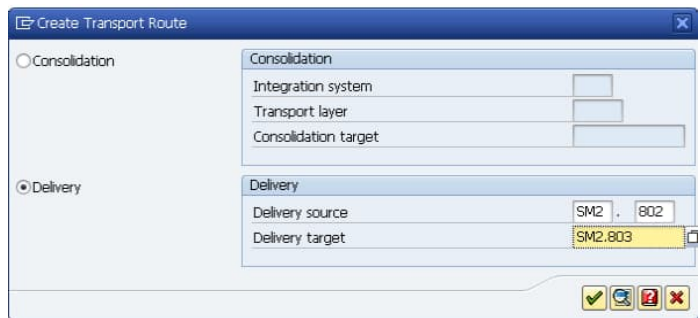 Create Transport Route
Consolidation
Consolidation
Integration system
Transport layer
Consolidation target
Delivery
Delivery
Delivery source SM2 . 802
Delivery target SM2.803